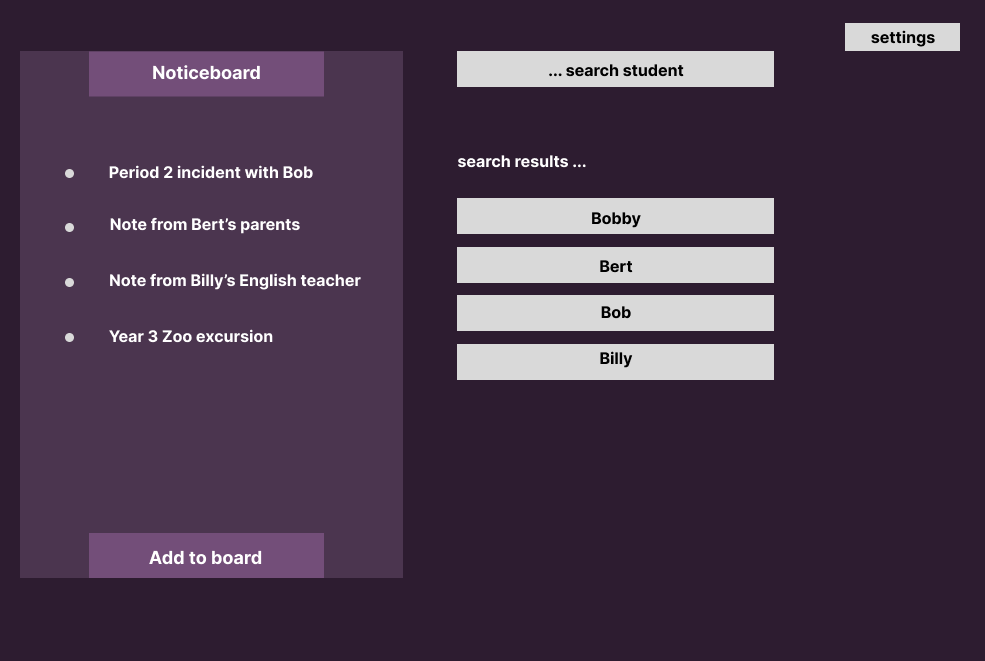 settings
Noticeboard
... search student
search results ...
Period 2 incident with Bob
Note from Bert’s parents
Note from Billy’s English teacher
Year 3 Zoo excursion
Bobby
Bert
Bob
Billy
Add to board